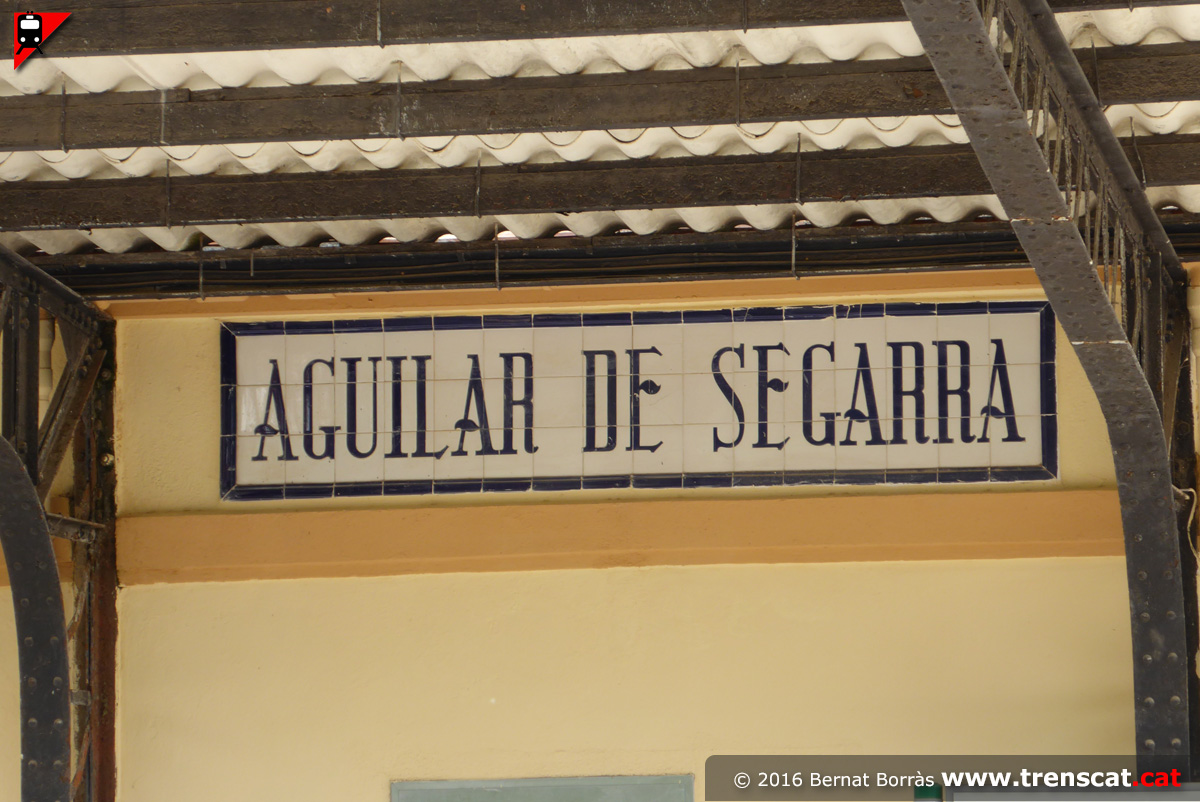 AGUILAR DE SEGARRA
© 2016 Bernat Borràs www.trenscat.cat